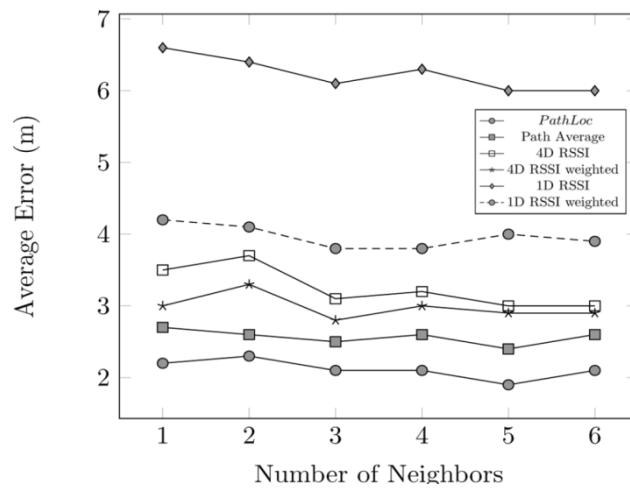 7
6
5
4
3
2
Average Error (m)
PathLoc
Path Average
4D RSSI
4D RSSI weighted
1D RSSI
1D RSSI weighted
1 2 3 4 5 6
Number of Neighbors